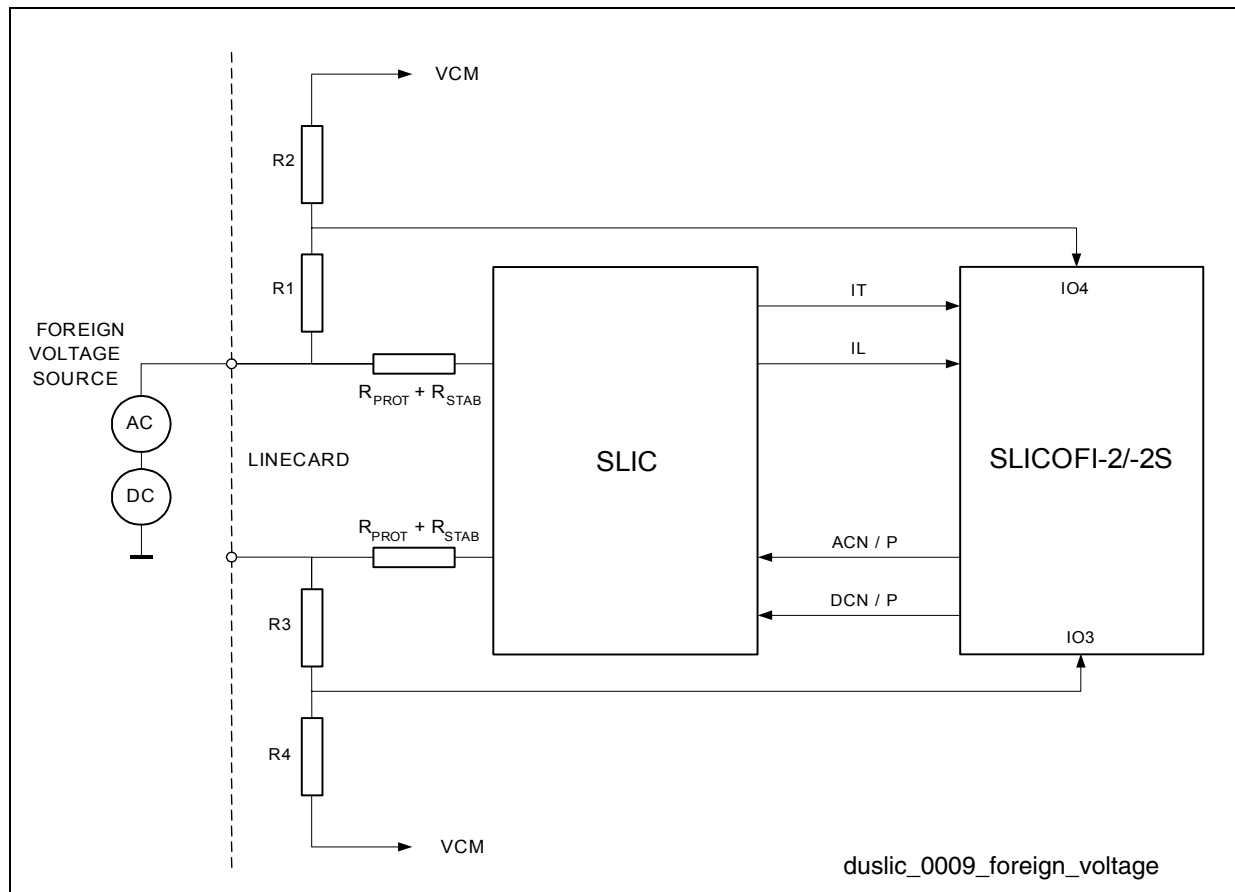 VCM
R2
R1
IT
IO4
FOREIGN
VOLTAGE
SOURCE
IL
R_PROT + R_STAB
AC
LINECARD
SLIC
SLICOFI-2/-2S
DC
R_PROT + R_STAB
ACN / P
DCN / P
R3
IO3
R4
VCM
duslic_0009_foreign_voltage